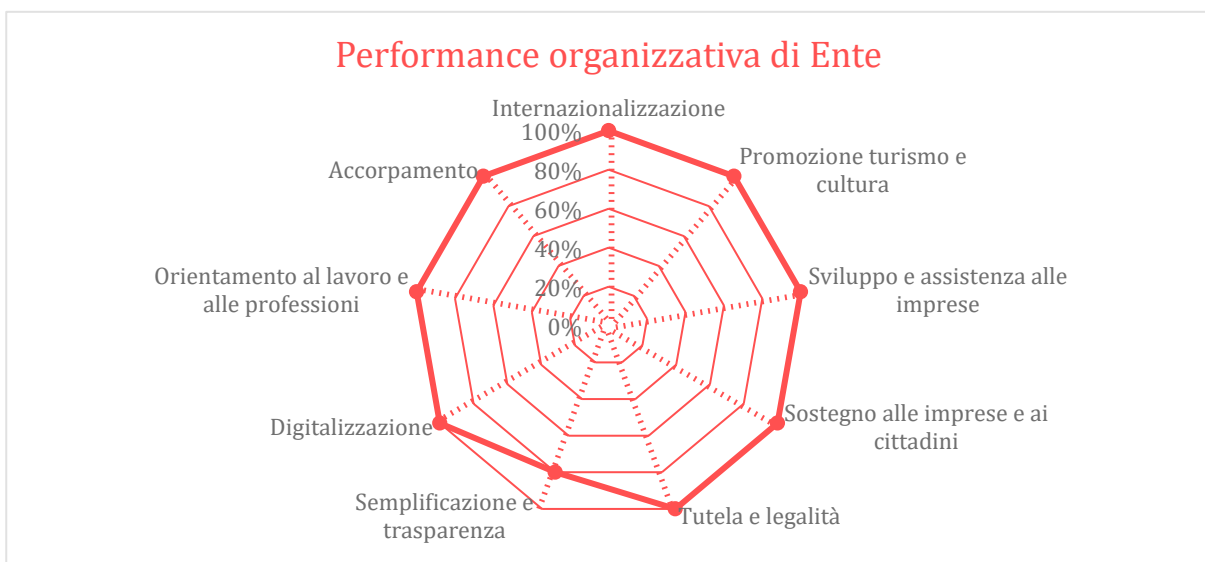 Performance organizzativa di Ente
Internazionalizzazione
100%
Promozione turismo e
cultura
Accorpamento
80%
60%
40%
Orientamento al lavoro e
alle professioni
Sviluppo e assistenza alle
imprese
20%
0%
Digitalizzazione
Sostegno alle imprese e ai
cittadini
Semplificazione e
trasparenza
Tutela e legalità